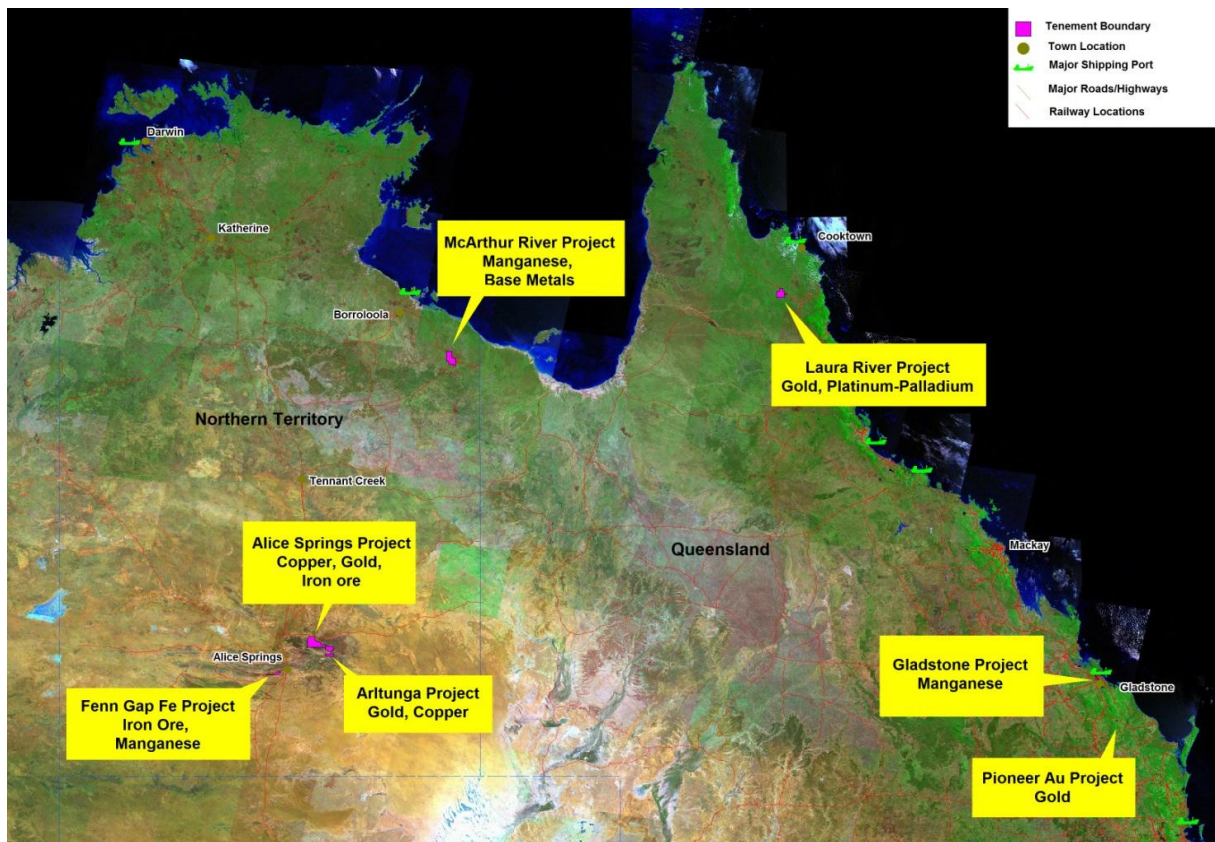 Tenement Boundary
Town Location
Major Shipping Port
Major Roads/Highways
Railway Locations
Darwin
Katherine
McArthur River Project
Manganese,
Base Metals
Cooktown
Borroloola
Laura River Project
Gold, Platinum-Palladium
Northern Territory
Tennant Creek
Alice Springs Project
Copper, Gold,
Iron ore
Queensland
Mackay
Alice Springs
Gladstone Project
Manganese
Gladstone
Arltunga Project
Gold, Copper
Fenn Gap Fe Project
Iron Ore,
Manganese
Pioneer Au Project
Gold